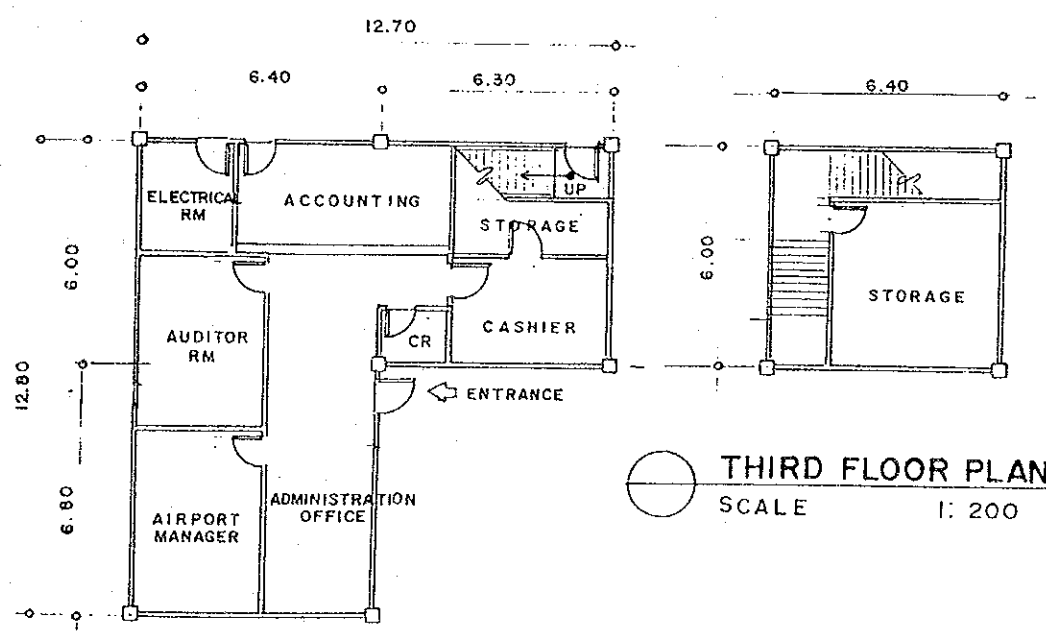 12.70
6.40
6.30
6.40
ELECTRICAL
RM
ACCOUNTING
UP
STORAGE
6.00
6.00
STORAGE
AUDITOR
RM
CR
CASHIER
12.80
ENTRANCE
THIRD FLOOR PLAN
SCALE 1: 200
6.80
ADMINISTRATION
OFFICE
AIRPORT
MANAGER